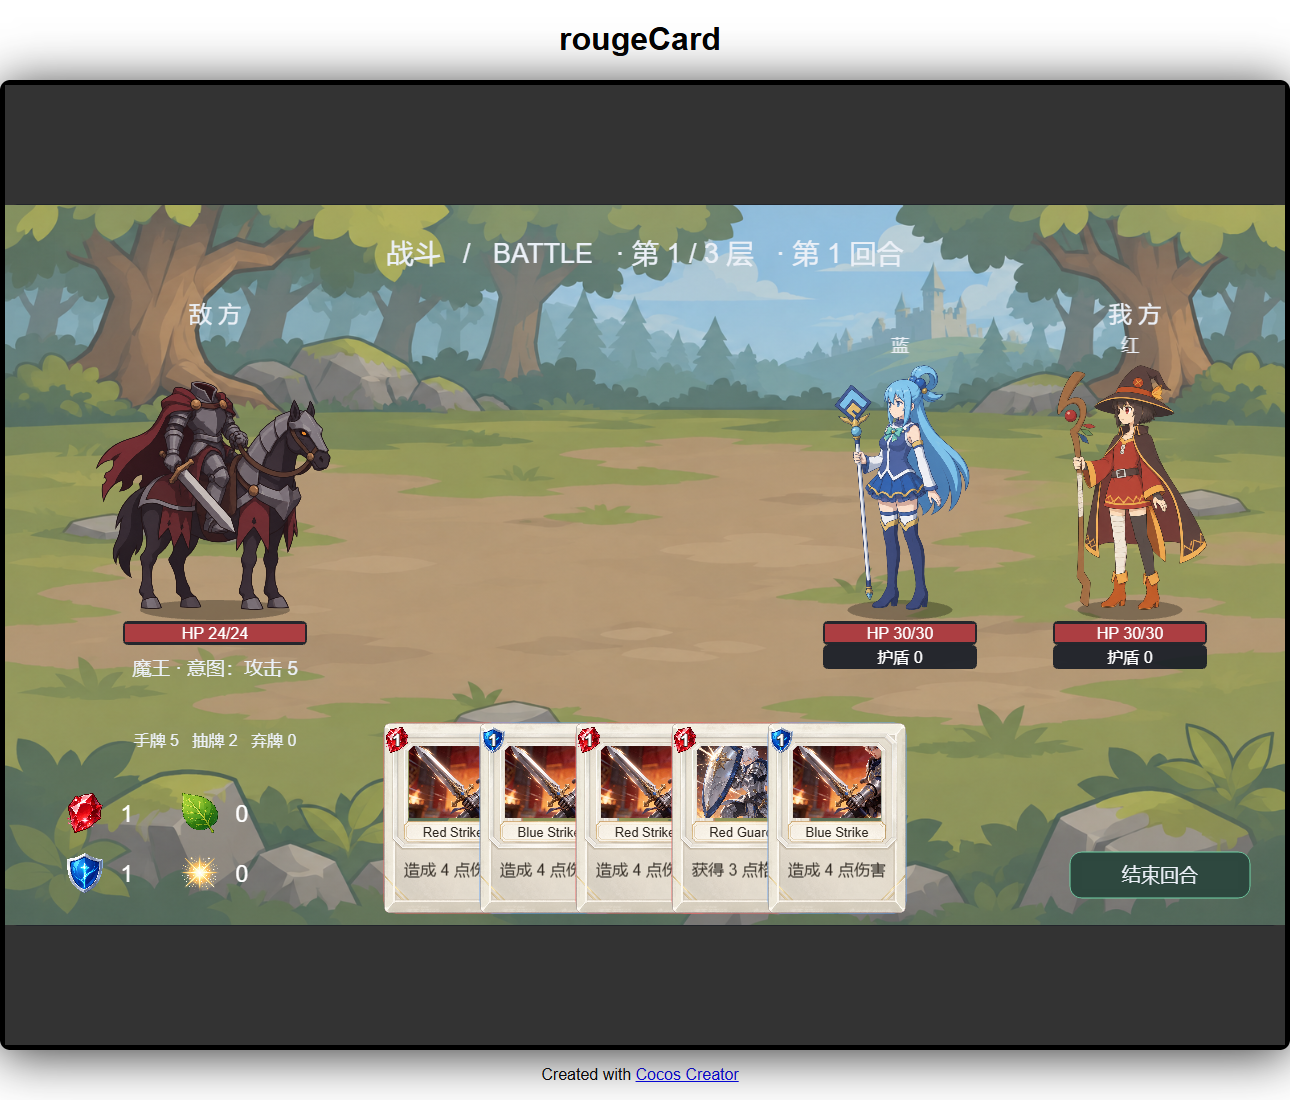 rougeCard
战斗 / BATTLE · 第 1 / 3 层 · 第 1 回合
敌方
我方
蓝
红
HP 24/24
魔王 · 意图：攻击 5
HP 30/30
护盾 0
HP 30/30
护盾 0
手牌 5 抽牌 2 弃牌 0
1
0
1
0
1
Red Strike
造成 4 点伤
1
Blue Strike
造成 4 点伤
1
Red Strike
造成 4 点伤
1
Red Guard
获得 3 点格
1
Blue Strike
造成 4 点伤害
结束回合
Created with Cocos Creator